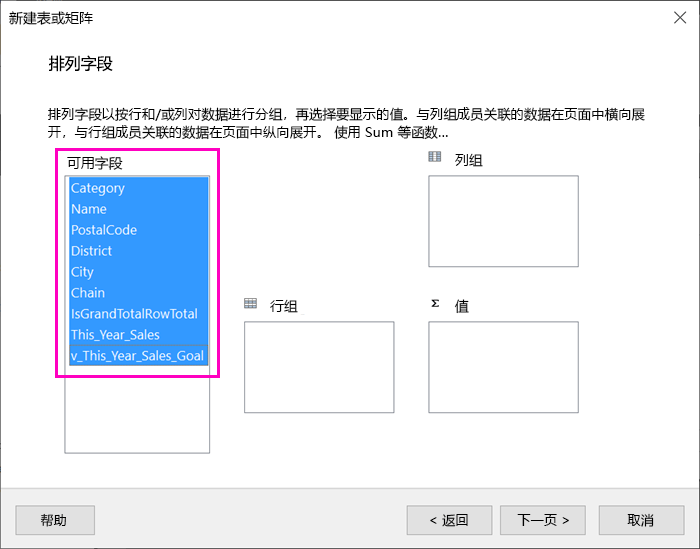 新建表或矩阵
排列字段
排列字段以按行和/或列对数据进行分组，再选择要显示的值。与列组成员关联的数据在页面中横向展
开，与行组成员关联的数据在页面中纵向展开。 使用 Sum 等函数...
可用字段
Category
Name
PostalCode
District
City
Chain
IsGrandTotalRowTotal
This_Year_Sales
v_This_Year_Sales_Goal
列组
行组
Σ 值
帮助
< 返回
下一页 >
取消